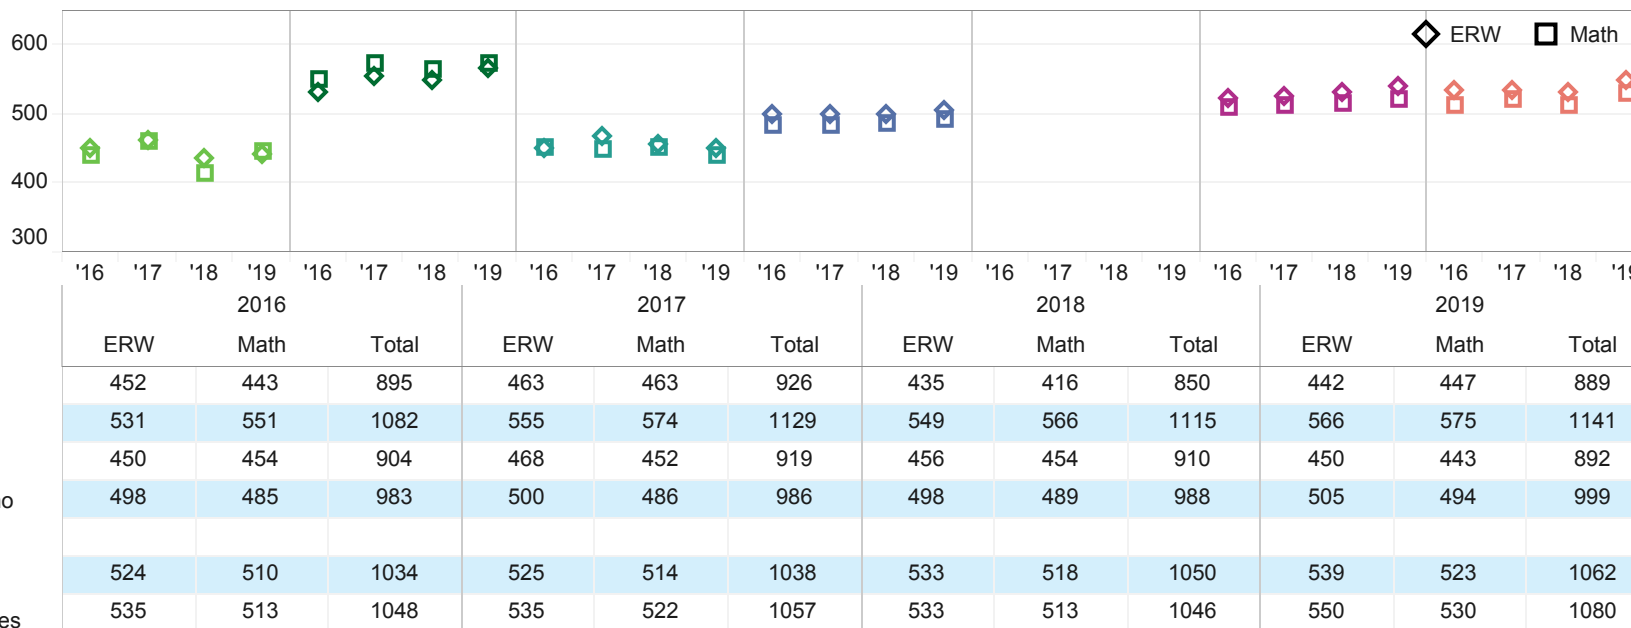 600
500
400
300
ERW Math
'16 '17 '18 '19 '16 '17 '18 '19 '16 '17 '18 '19 '16 '17 '18 '19 '16 '17 '18 '19 '16 '17 '18 '19 '16 '17 '18 '19
2016 2017 2018 2019
ERW Math Total ERW Math Total ERW Math Total ERW Math Total
452 443 895 463 463 926 435 416 850 442 447 889
531 551 1082 555 574 1129 549 566 1115 566 575 1141
450 454 904 468 452 919 456 454 910 450 443 892
no 498 485 983 500 486 986 498 489 988 505 494 999
524 510 1034 525 514 1038 533 518 1050 539 523 1062
es 535 513 1048 535 522 1057 533 513 1046 550 530 1080